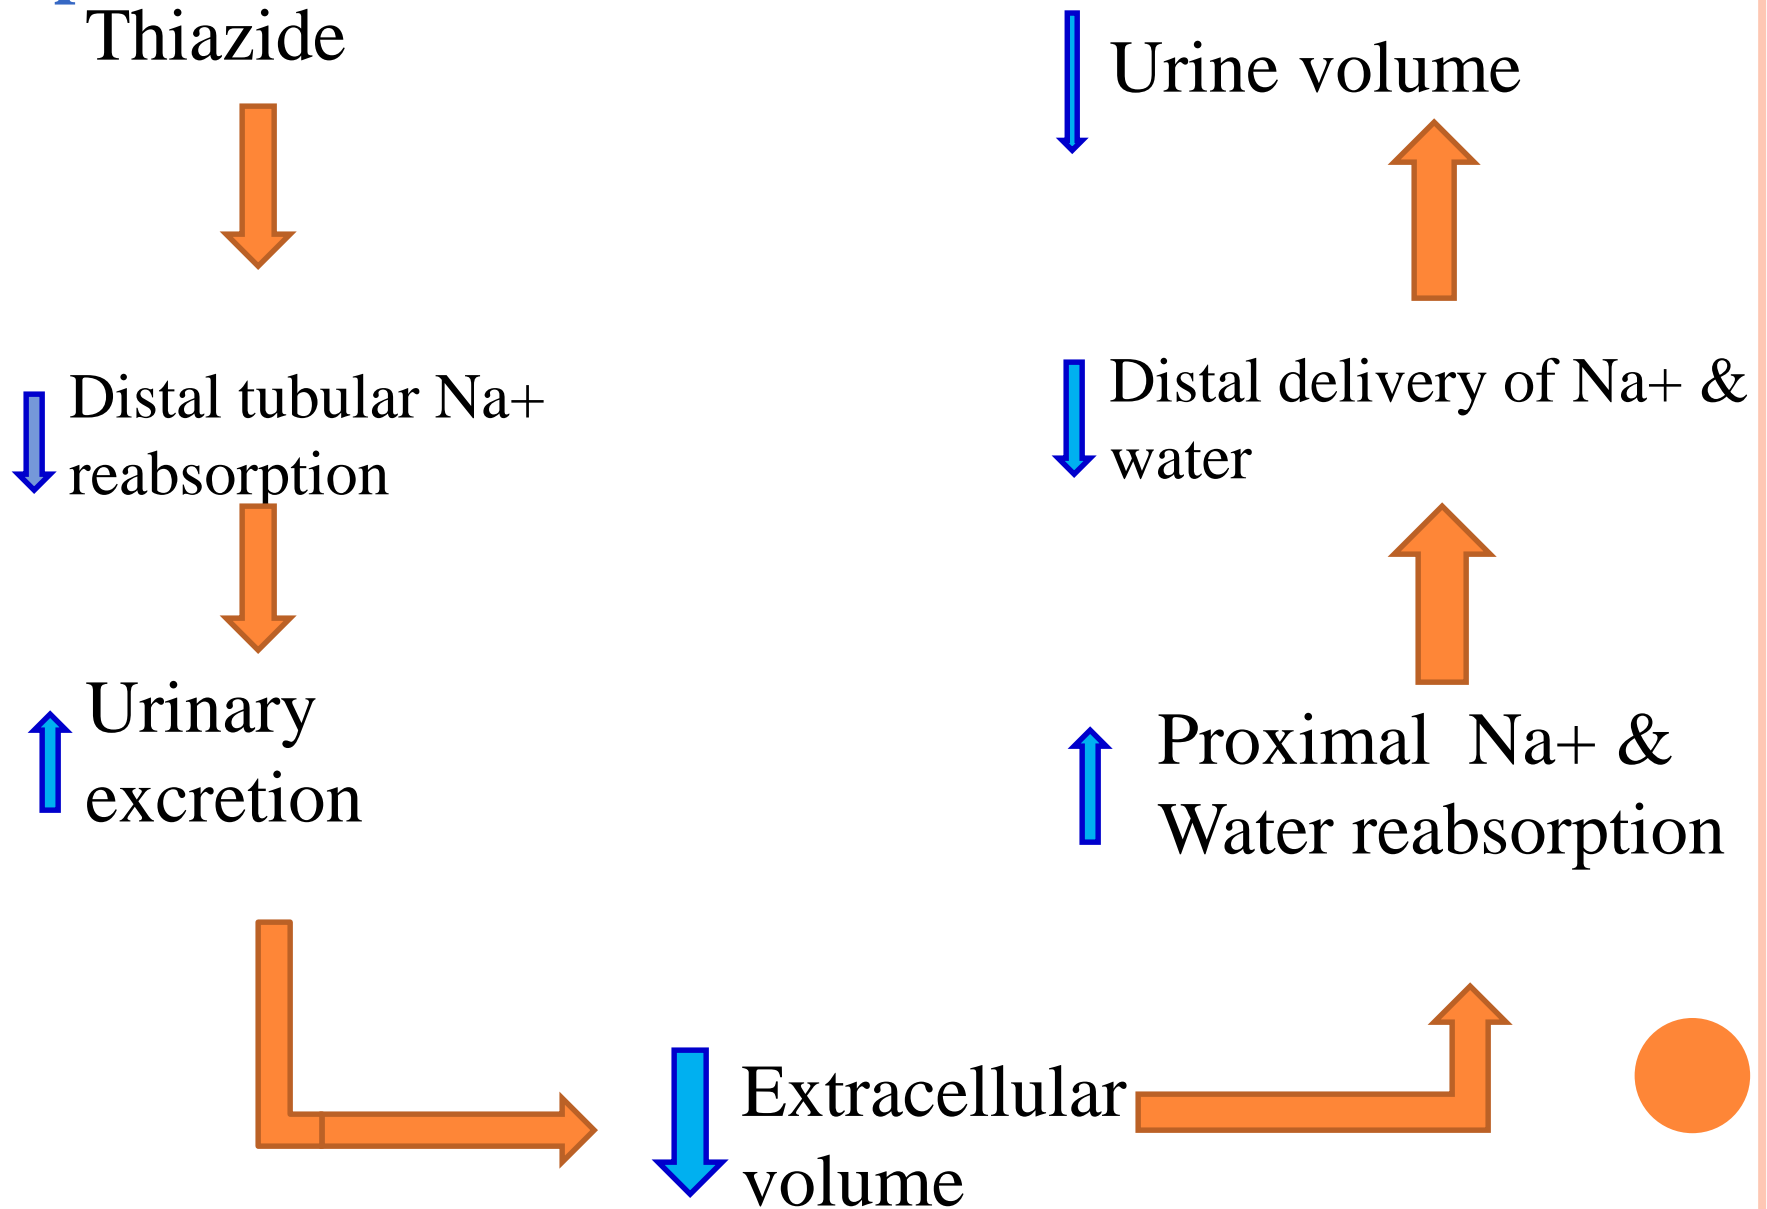 Thiazide
Distal tubular Na+
reabsorption
Urinary
excretion
Extracellular
volume
Proximal  Na+ &
Water reabsorption
Distal delivery of Na+ &
water
Urine volume